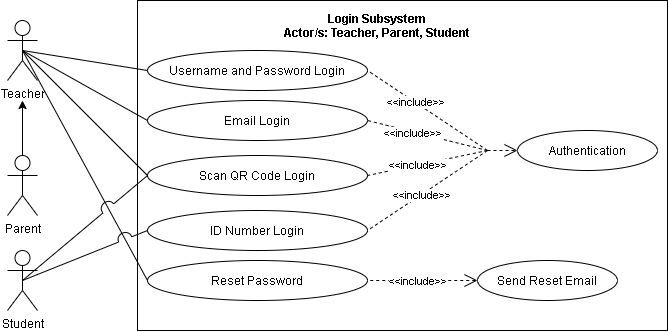 Login Subsystem
Actor/s: Teacher, Parent, Student
Teacher
Parent
Student
Username and Password Login
Email Login
Scan QR Code Login
ID Number Login
Reset Password
<<include>>
<<include>>
<<include>>
<<include>>
<<include>>
Authentication
Send Reset Email